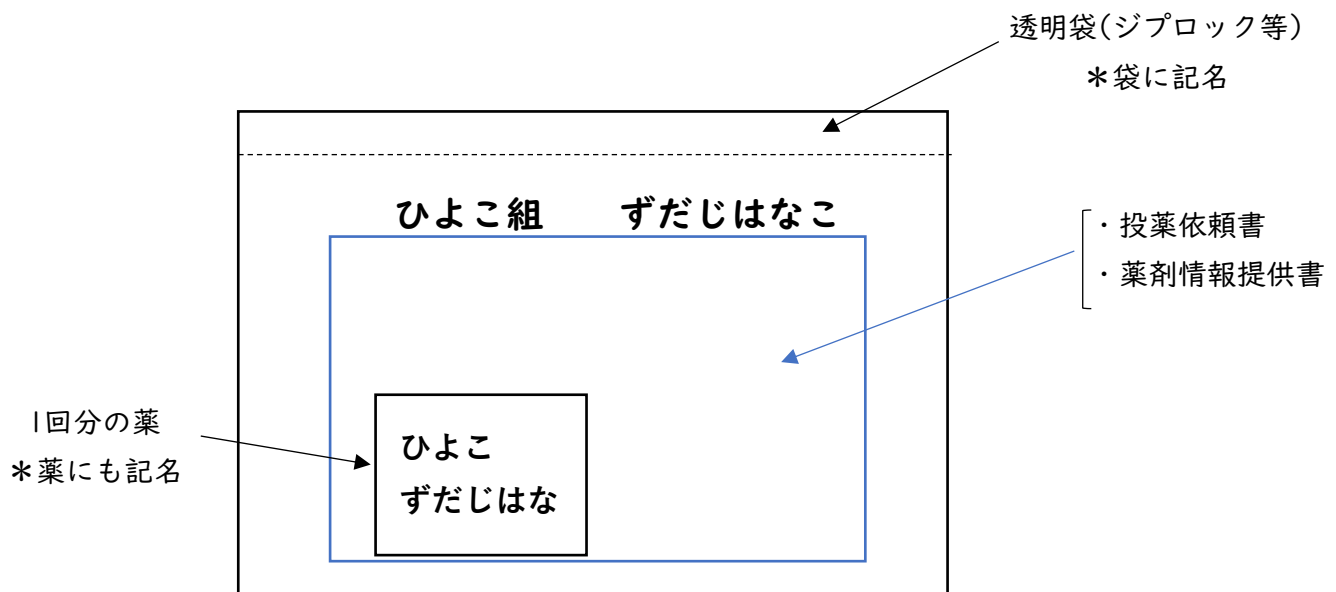 透明袋(ジプロック等)
＊袋に記名
ひよこ組　ずだじはなこ
・投薬依頼書
・薬剤情報提供書
1回分の薬
＊薬にも記名
ひよこ
ずだじはな